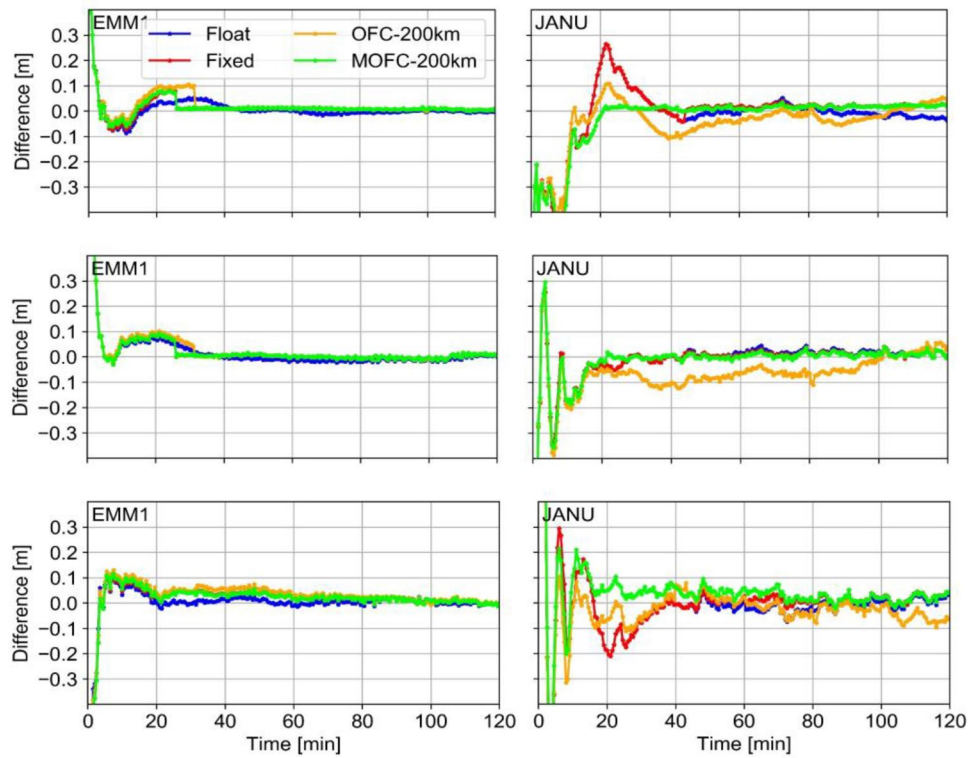 EMM1
Float
OFC-200km
Fixed
MOFC-200km
Difference [m]
0.3
0.2
0.1
0.0
−0.1
−0.2
−0.3
JANU
EMM1
Difference [m]
0.3
0.2
0.1
0.0
−0.1
−0.2
−0.3
JANU
EMM1
Difference [m]
0.3
0.2
0.1
0.0
−0.1
−0.2
−0.3
0 20 40 60 80 100 120
Time [min]
JANU
0 20 40 60 80 100 120
Time [min]